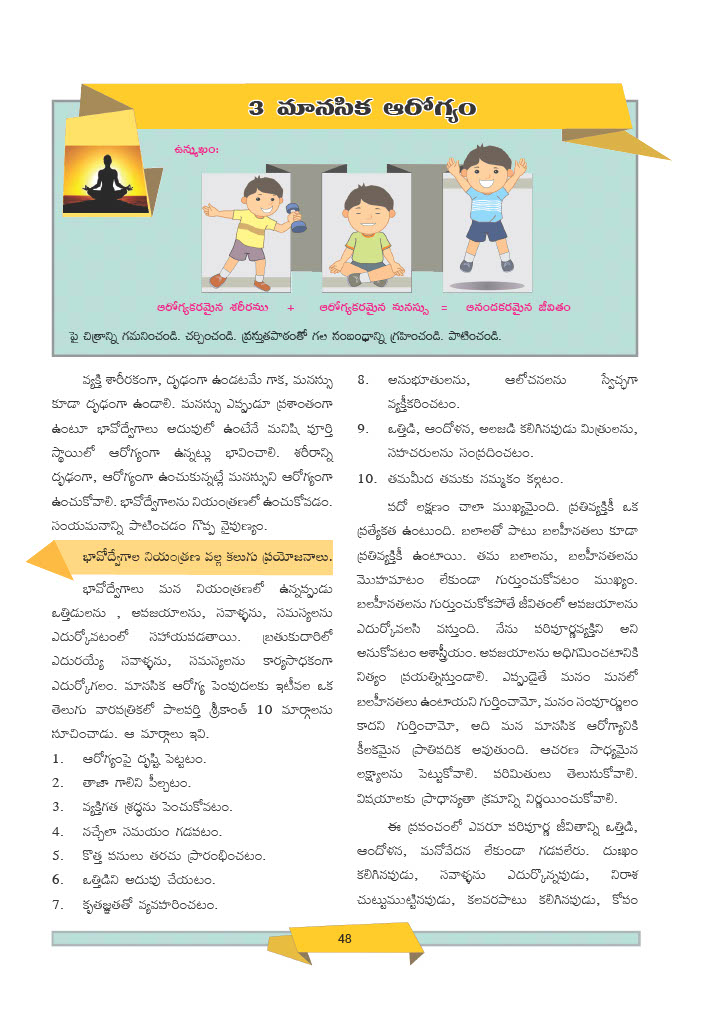 3 మానసిక ఆరోగ్యం
ఉన్ముఖం:
ఆరోగ్యకరమైన శరీరము + ఆరోగ్యకరమైన మనస్సు = ఆనందకరమైన జీవితం
పై చిత్రాన్ని గమనించండి. చర్చించండి. ప్రస్తుతపాఠంతో గల సంబంధాన్ని గ్రహించండి. పాటించండి.
వ్యక్తి శారీరకంగా, దృఢంగా ఉండటమే గాక, మనస్సు
కూడా దృఢంగా ఉండాలి. మనస్సు ఎప్పుడూ ప్రశాంతంగా
ఉంటూ భావోద్వేగాలు అదుపులో ఉంటేనే మనిషి పూర్తి
స్థాయిలో ఆరోగ్యంగా ఉన్నట్లు భావించాలి. శరీరాన్ని
దృఢంగా, ఆరోగ్యంగా ఉంచుకున్నట్లే మనస్సుని ఆరోగ్యంగా
ఉంచుకోవాలి. భావోద్వేగాలను నియంత్రణలో ఉంచుకోవడం.
సంయమనాన్ని పాటించడం గొప్ప నైపుణ్యం.
భావోద్వేగాల నియంత్రణ వల్ల కలుగు ప్రయోజనాలు.
భావోద్వేగాలు మన నియంత్రణలో ఉన్నప్పుడు
ఒత్తిడులను , అపజయాలను, సవాళ్ళను, సమస్యలను
ఎదుర్కోవటంలో సహాయపడతాయి. బ్రతుకుదారిలో
ఎదురయ్యే సవాళ్ళను, సమస్యలను కార్యసాధకంగా
ఎదుర్కోగలం. మానసిక ఆరోగ్య పెంపుదలకు ఇటీవల ఒక
తెలుగు వారపత్రికలో పాలపర్తి శ్రీకాంత్ 10 మార్గాలను
సూచించాడు. ఆ మార్గాలు ఇవి.
1. ఆరోగ్యంపై దృష్టి పెట్టటం.
2. తాజా గాలిని పీల్చటం.
3. వ్యక్తిగత శ్రద్ధను పెంచుకోవటం.
4. నచ్చేలా సమయం గడపటం.
5. కొత్త పనులు తరచు ప్రారంభించటం.
6. ఒత్తిడిని అదుపు చేయటం.
7. కృతజ్ఞతతో వ్యవహరించటం.
8. అనుభూతులను, ఆలోచనలను స్వేచ్ఛగా
వ్యక్తీకరించటం.
9. ఒత్తిడి, ఆందోళన, అలజడి కలిగినపుడు మిత్రులను,
సహచరులను సంప్రదించటం.
10. తమమీద తమకు నమ్మకం కల్గటం.
పదో లక్షణం చాలా ముఖ్యమైంది. ప్రతివ్యక్తికీ ఒక
ప్రత్యేకత ఉంటుంది. బలాలతో పాటు బలహీనతలు కూడా
ప్రతివ్యక్తికీ ఉంటాయి. తమ బలాలను, బలహీనతలను
మొహమాటం లేకుండా గుర్తుంచుకోవటం ముఖ్యం.
బలహీనతలను గుర్తుంచుకోకపోతే జీవితంలో అపజయాలను
ఎదుర్కోవలసి వస్తుంది. నేను పరిపూర్ణవ్యక్తిని అని
అనుకోవటం అశాస్త్రీయం. అపజయాలను అధిగమించటానికి
నిత్యం ప్రయత్నిస్తుండాలి. ఎప్పుడైతే మనం మనలో
బలహీనతలు ఉంటాయని గుర్తించామో, మనం సంపూర్ణులం
కాదని గుర్తించామో, అది మన మానసిక ఆరోగ్యానికి
కీలకమైన ప్రాతిపదిక అవుతుంది. ఆచరణ సాధ్యమైన
లక్ష్యాలను పెట్టుకోవాలి. పరిమితులు తెలుసుకోవాలి.
విషయాలకు ప్రాధాన్యతా క్రమాన్ని నిర్ణయించుకోవాలి.
ఈ ప్రపంచంలో ఎవరూ పరిపూర్ణ జీవితాన్ని ఒత్తిడి,
ఆందోళన, మనోవేదన లేకుండా గడపలేరు. దుఃఖం
కలిగినపుడు, సవాళ్ళను ఎదుర్కొన్నపుడు, నిరాశ
చుట్టుముట్టినపుడు, కలవరపాటు కలిగినపుడు, కోపం
48